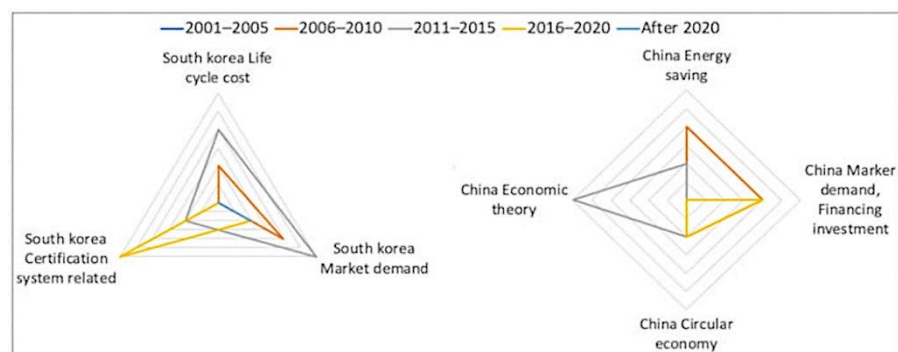 2001–2005 2006–2010 2011–2015 2016–2020 After 2020
South korea Life
cycle cost
South korea
Certification
system related
South korea
Market demand
China Energy
saving
China Economic
theory
China Marker
demand,
Financing
investment
China Circular
economy